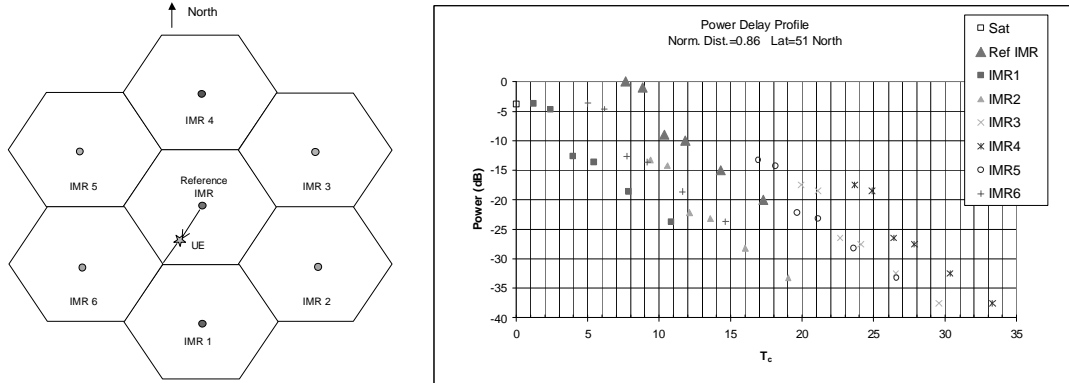 North
IMR 4
IMR 5
Reference
IMR
IMR 3
UE
IMR 6
IMR 2
IMR 1
Power Delay Profile
Norm. Dist.=0.86 Lat=51 North
Power (dB)
0
-5
-10
-15
-20
-25
-30
-35
-40
0 5 10 15 20 25 30 35
Tc
Sat
Ref IMR
IMR1
IMR2
IMR3
IMR4
IMR5
IMR6